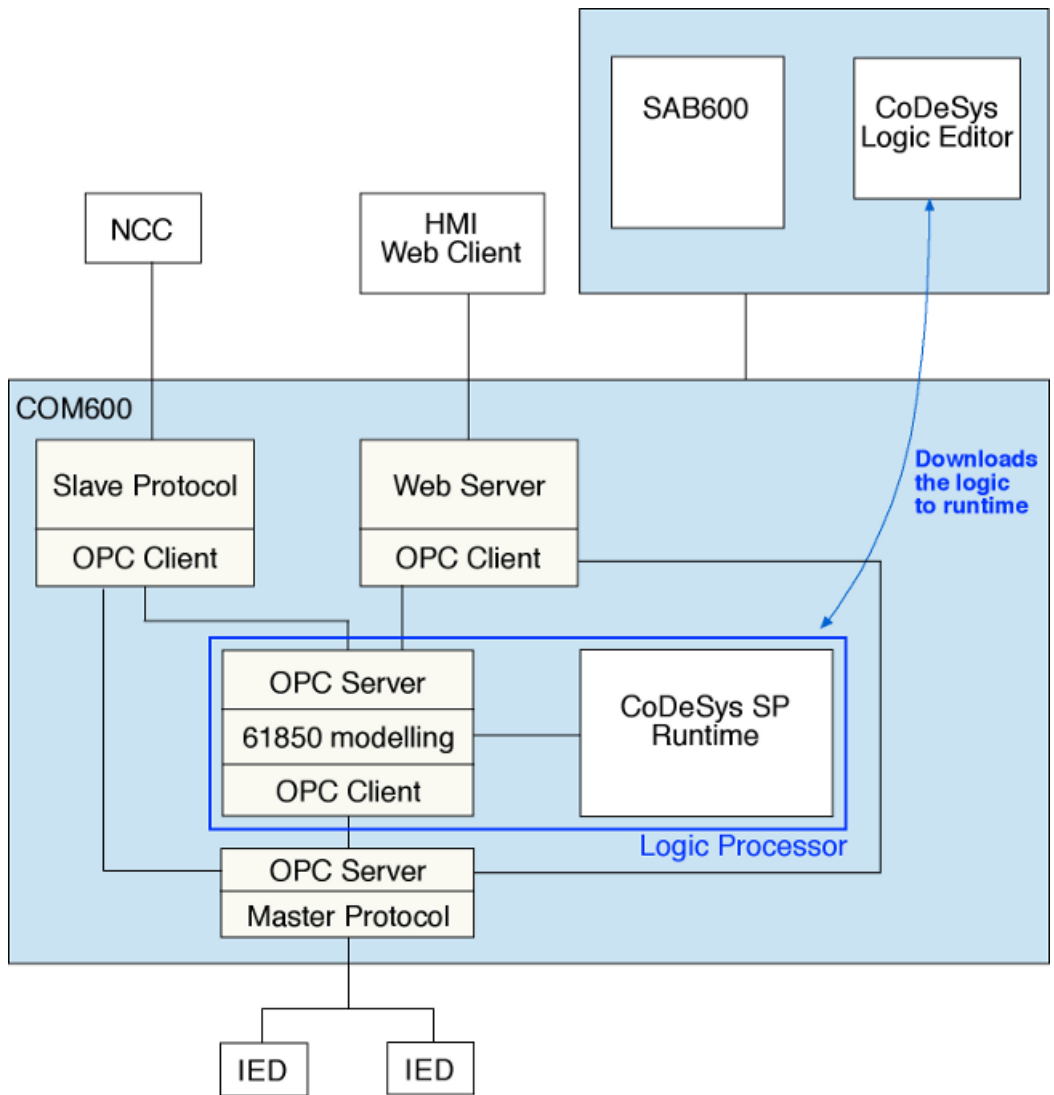 SAB600
CoDeSys
Logic Editor
NCC
HMI
Web Client
COM600
Slave Protocol
OPC Client
Web Server
OPC Client
Downloads
the logic
to runtime
OPC Server
61850 modelling
OPC Client
CoDeSys SP
Runtime
Logic Processor
OPC Server
Master Protocol
IED
IED